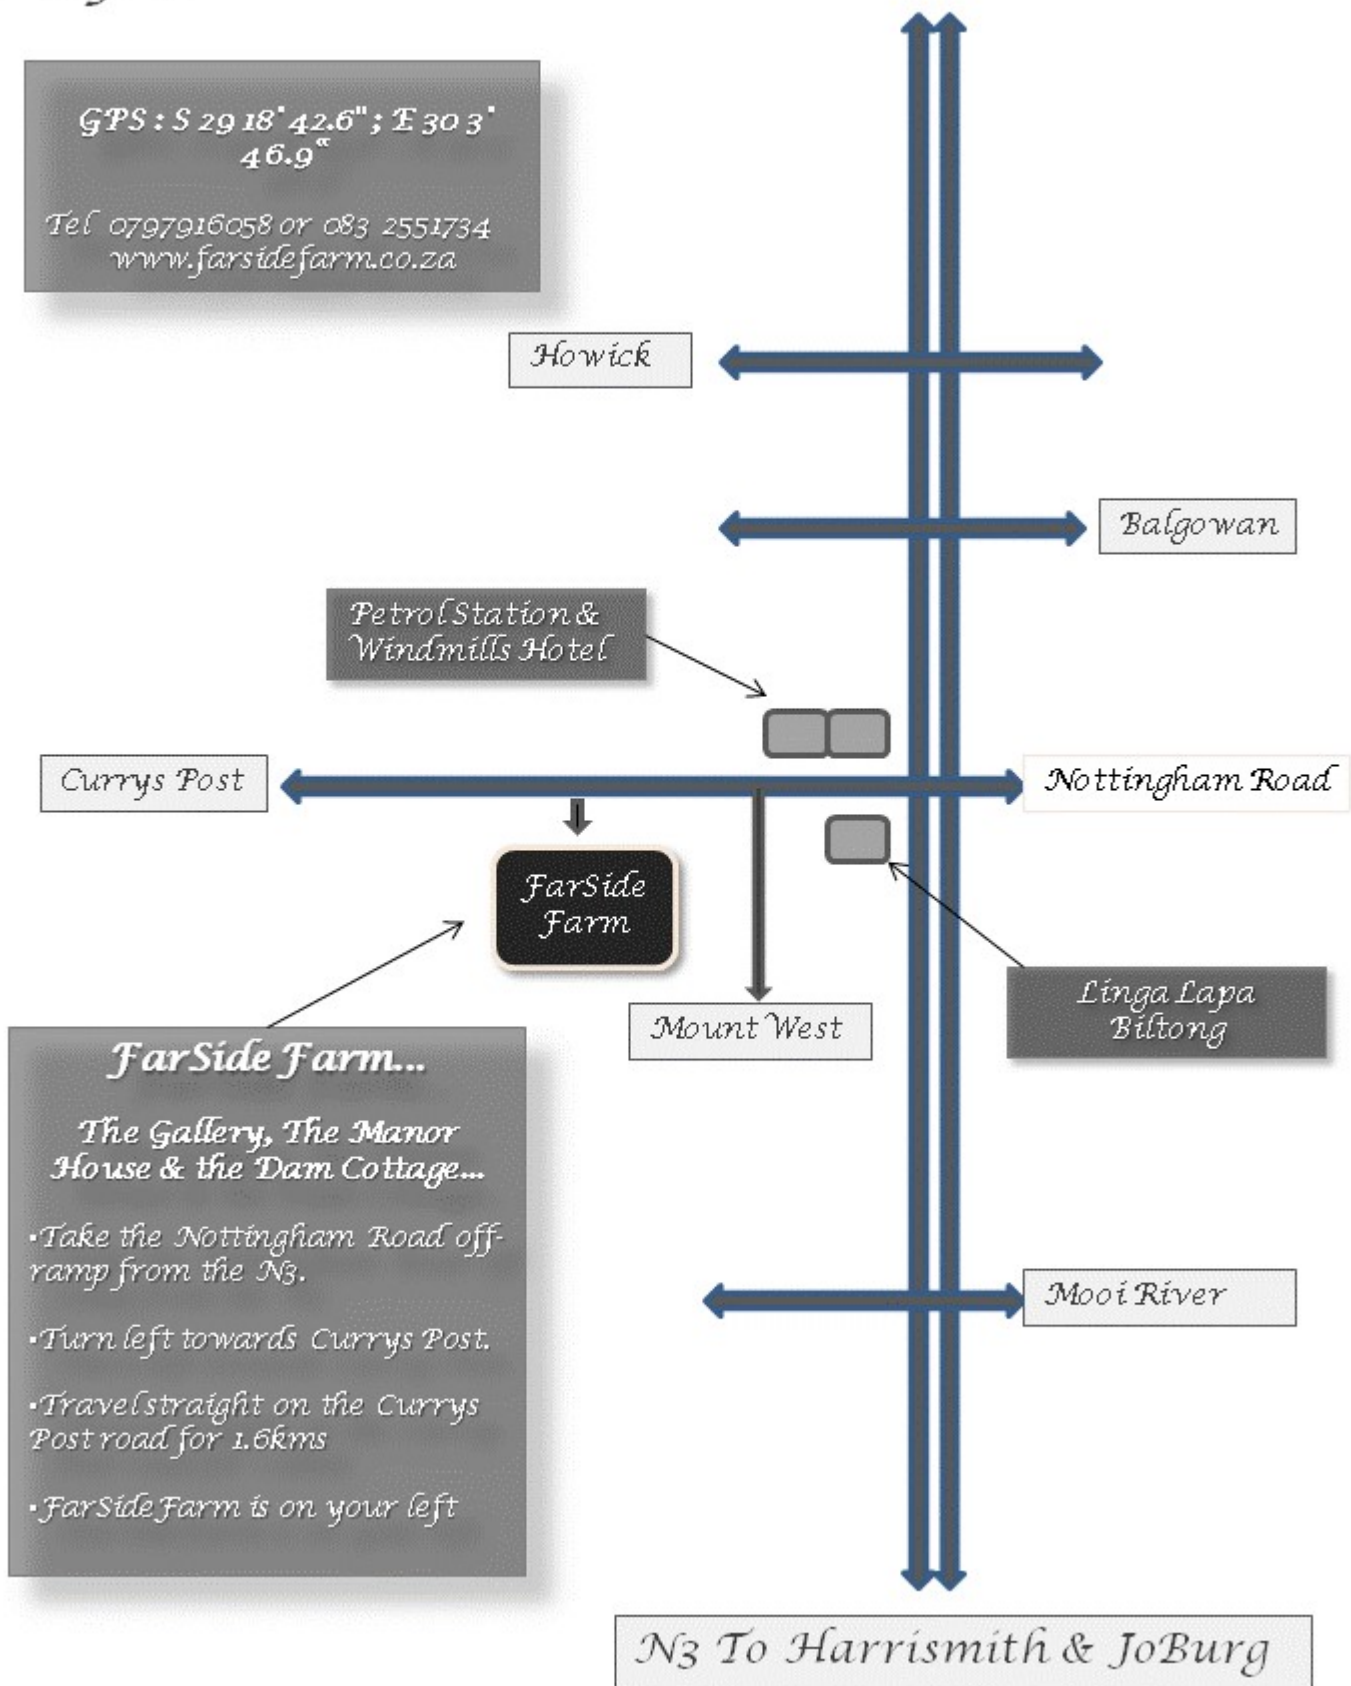 GPS : S 29 18' 42.6" ; E 30 3'
46.9"
Tel 0797916058 or 083 2551734
www.farsidefarm.co.za
Howick
Balgowan
Petrol Station &
Windmills Hotel
Currys Post
Nottingham Road
FarSide
Farm
Mount West
Linga Lapa
Biltong
FarSide Farm...
The Gallery, The Manor
House & the Dam Cottage...
▪Take the Nottingham Road off-
ramp from the N3.
▪Turn left towards Currys Post.
▪Travel straight on the Currys
Post road for 1.6kms
▪FarSide Farm is on your left
Mooi River
N3 To Harrismith & JoBurg